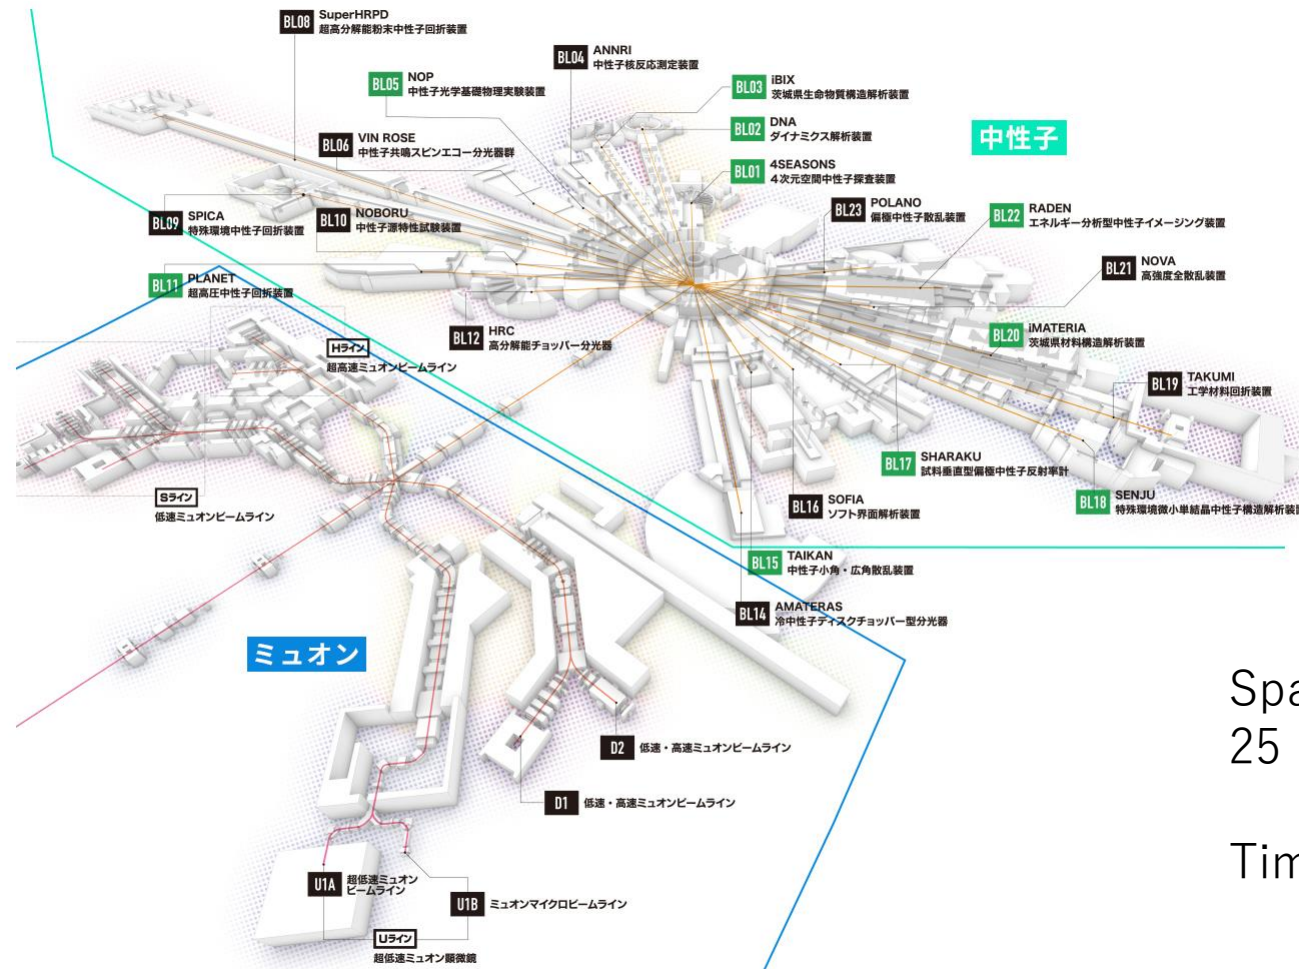 BL08 SuperHRPD
超高分解能粉末中性子回折装置
BL04 ANNRI
中性子核反応測定装置
BL05 NOP
中性子光学基礎物理実験装置
BL03 iBIX
茨城県生命物質構造解析装置
BL02 DNA
ダイナミクス解析装置
中性子
BL06 VIN ROSE
中性子共鳴スピンエコー分光器群
BL01 4SEASONS
4次元空間中性子探査装置
BL09 SPICA
特殊環境中性子回折装置
BL10 NOBORU
中性子源特性試験装置
BL23 POLANO
偏極中性子散乱装置
BL22 RADEN
エネルギー分析型中性子イメージング装置
BL11 PLANET
超高圧中性子回折装置
BL21 NOVA
高強度全散乱装置
BL12 HRC
高分解能チョッパー分光器
BL20 iMATERIA
茨城県材料構造解析装置
Hライン
超高速ミュオンビームライン
BL19 TAKUMI
工学材料回折装置
BL17 SHARAKU
試料垂直型偏極中性子反射率計
Sライン
低速ミュオンビームライン
BL16 SOFIA
ソフト界面解析装置
BL18 SENJU
特殊環境微小単結晶中性子構造解析装置
BL15 TAIKAN
中性子小角・広角散乱装置
BL14 AMATERAS
冷中性子ディスクチョッパー型分光器
ミュオン
Spa
25
D2 低速・高速ミュオンビームライン
D1 低速・高速ミュオンビームライン
Tim
U1A 超低速ミュオン
ビームライン
U1B ミュオンマイクロビームライン
Uライン
超低速ミュオン顕微鏡